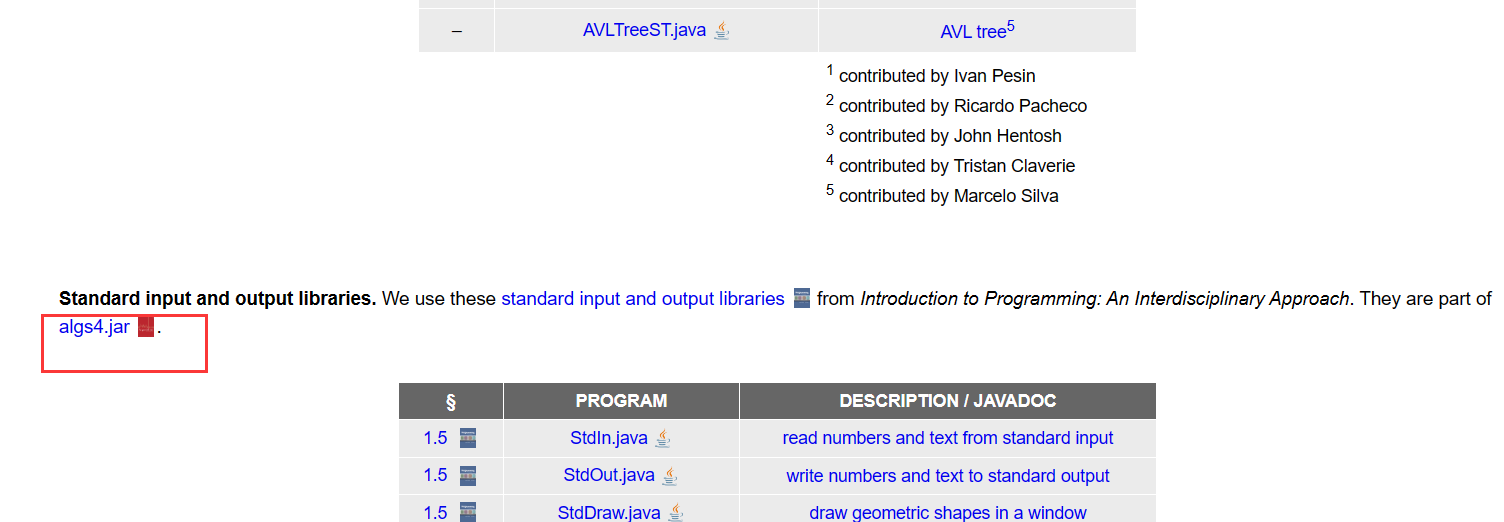 – AVLTreeST.java AVL tree5
1 contributed by Ivan Pesin
2 contributed by Ricardo Pacheco
3 contributed by John Hentosh
4 contributed by Tristan Claverie
5 contributed by Marcelo Silva
Standard input and output libraries. We use these standard input and output libraries from Introduction to Programming: An Interdisciplinary Approach. They are part of
algs4.jar .
§ PROGRAM DESCRIPTION / JAVADOC
1.5 StdIn.java read numbers and text from standard input
1.5 StdOut.java write numbers and text to standard output
1.5 StdDraw.java draw geometric shapes in a window